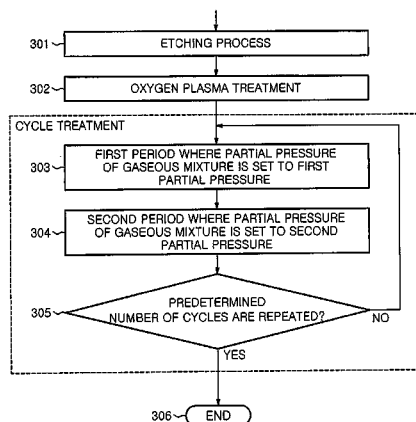 301
ETCHING PROCESS
302
OXYGEN PLASMA TREATMENT
CYCLE TREATMENT
303
FIRST PERIOD WHERE PARTIAL PRESSURE
OF GASEOUS MIXTURE IS SET TO FIRST
PARTIAL PRESSURE
304
SECOND PERIOD WHERE PARTIAL PRESSURE
OF GASEOUS MIXTURE IS SET TO SECOND
PARTIAL PRESSURE
305
PREDETERMINED
NUMBER OF CYCLES ARE REPEATED?
NO
YES
306
END